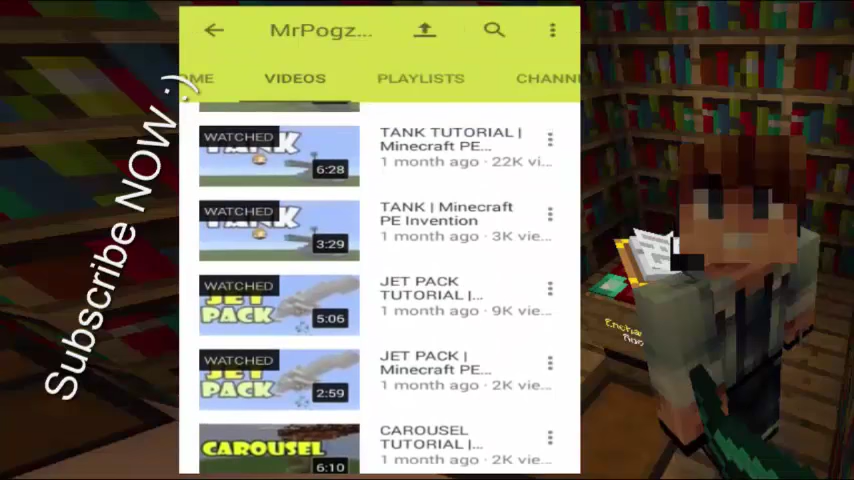 MrPogz...
OME VIDEOS PLAYLISTS CHANN
Subscribe NOW :)
WATCHED
TANK
6:28
TANK TUTORIAL |
Minecraft PE...
1 month ago · 22K vi...
WATCHED
TANK
3:29
TANK | Minecraft
PE Invention
1 month ago · 3K vie...
WATCHED
JET
PACK
5:06
JET PACK
TUTORIAL |...
1 month ago · 9K vie...
WATCHED
JET
PACK
2:59
JET PACK |
Minecraft PE...
1 month ago · 2K vie...
CAROUSEL
6:10
CAROUSEL
TUTORIAL |...
1 month ago · 2K vie...